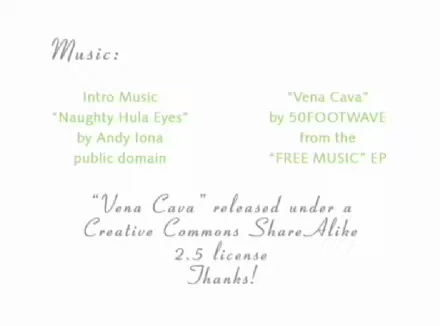 Music:
Intro Music
“Naughty Hula Eyes”
by Andy Iona
public domain
“Vena Cava”
by 50FOOTWAVE
from the
“FREE MUSIC” EP
“Vena Cava” released under a
Creative Commons ShareAlike
2.5 license
Thanks!